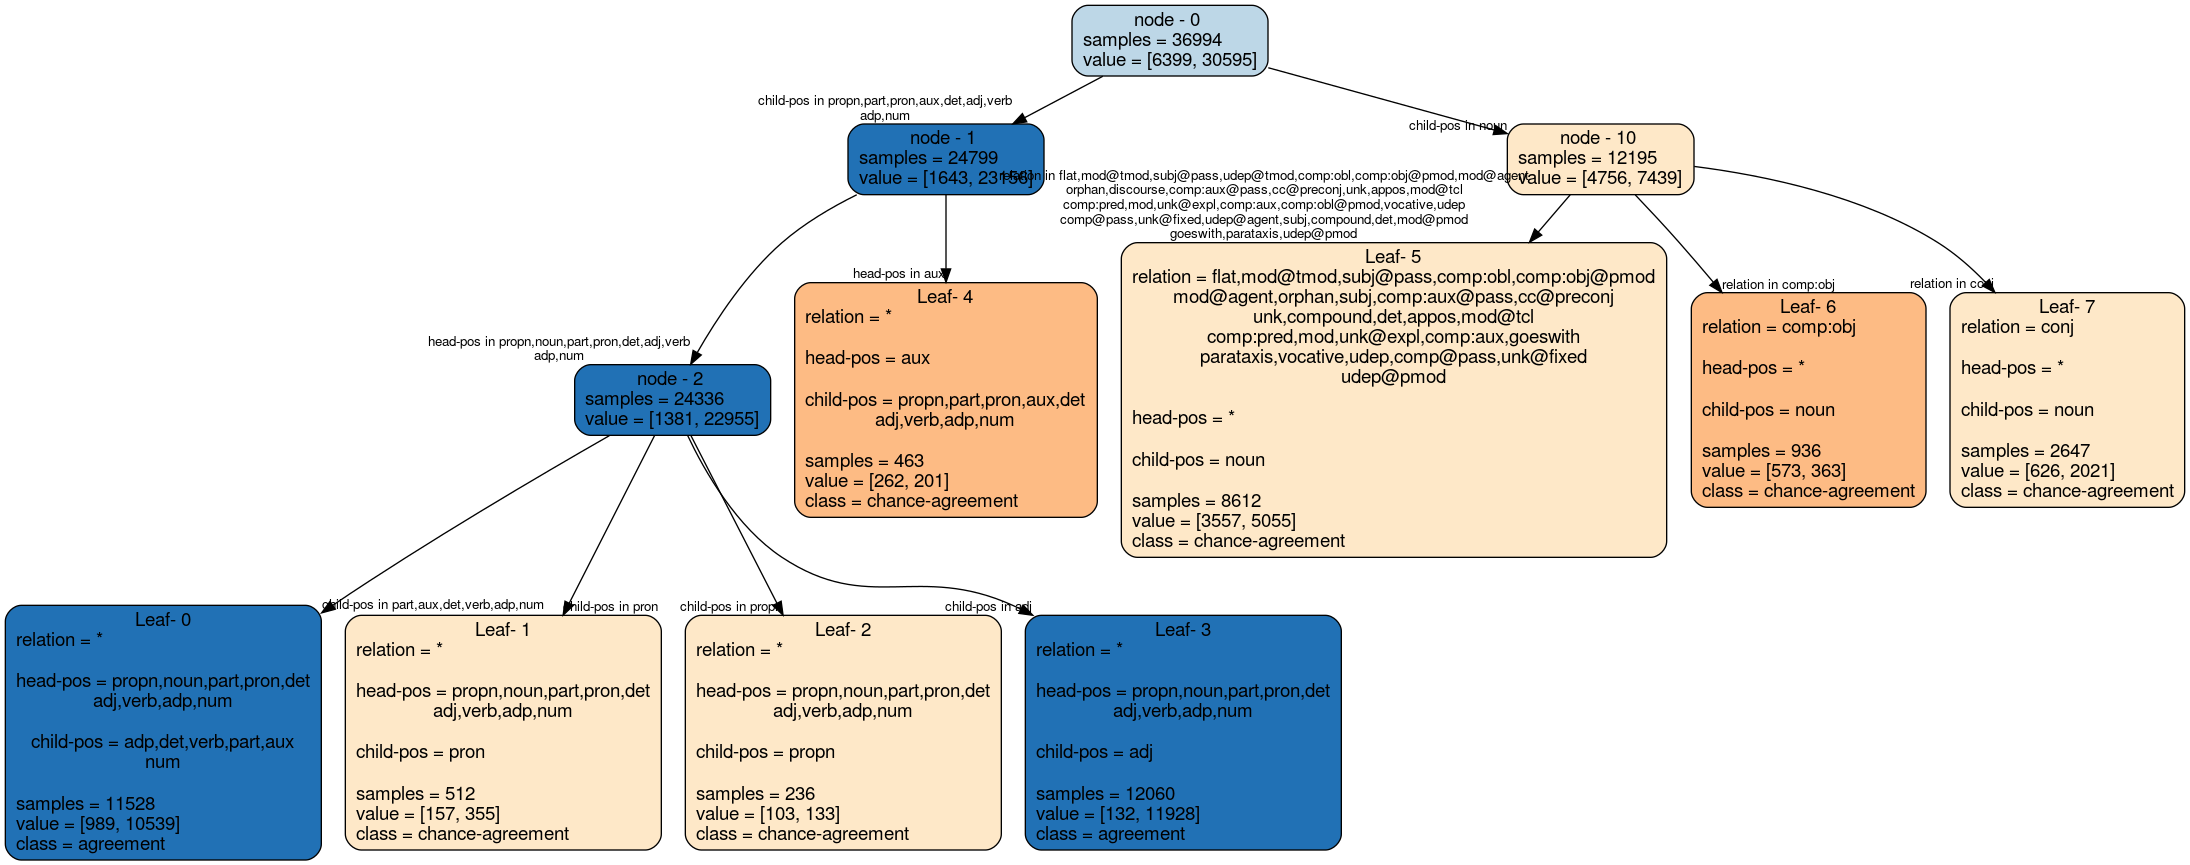 node - 0
samples = 36994
value = [6399, 30595]
child-pos in propn,part,pron,aux,det,adj,verb
adp,num
child-pos in noun
node - 1
samples = 24799
value = [1643, 23156]
node - 10
samples = 12195
value = [4756, 7439]
relation in flat,mod@tmod,subj@pass,udep@tmod,comp:obl,comp:obj@pmod,mod@agent
orphan,discourse,comp:aux@pass,cc@preconj,unk,appos,mod@tcl
comp:pred,mod,unk@expl,comp:aux,comp:obl@pmod,vocative,udep
comp@pass,unk@fixed,udep@agent,subj,compound,det,mod@pmod
goeswith,parataxis,udep@pmod
head-pos in propn,noun,part,pron,det,adj,verb
adp,num
head-pos in aux
relation in comp:obj
relation in conj
node - 2
samples = 24336
value = [1381, 22955]
Leaf- 4
relation = *
head-pos = aux
child-pos = propn,part,pron,aux,det
adj,verb,adp,num
samples = 463
value = [262, 201]
class = chance-agreement
Leaf- 5
relation = flat,mod@tmod,subj@pass,comp:obl,comp:obj@pmod
mod@agent,orphan,subj,comp:aux@pass,cc@preconj
unk,compound,det,appos,mod@tcl
comp:pred,mod,unk@expl,comp:aux,goeswith
parataxis,vocative,udep,comp@pass,unk@fixed
udep@pmod
head-pos = *
child-pos = noun
samples = 8612
value = [3557, 5055]
class = chance-agreement
Leaf- 6
relation = comp:obj
head-pos = *
child-pos = noun
samples = 936
value = [573, 363]
class = chance-agreement
Leaf- 7
relation = conj
head-pos = *
child-pos = noun
samples = 2647
value = [626, 2021]
class = chance-agreement
child-pos in part,aux,det,verb,adp,num
child-pos in pron
child-pos in propn
child-pos in adj
Leaf- 0
relation = *
head-pos = propn,noun,part,pron,det
adj,verb,adp,num
child-pos = adp,det,verb,part,aux
num
samples = 11528
value = [989, 10539]
class = agreement
Leaf- 1
relation = *
head-pos = propn,noun,part,pron,det
adj,verb,adp,num
child-pos = pron
samples = 512
value = [157, 355]
class = chance-agreement
Leaf- 2
relation = *
head-pos = propn,noun,part,pron,det
adj,verb,adp,num
child-pos = propn
samples = 236
value = [103, 133]
class = chance-agreement
Leaf- 3
relation = *
head-pos = propn,noun,part,pron,det
adj,verb,adp,num
child-pos = adj
samples = 12060
value = [132, 11928]
class = agreement